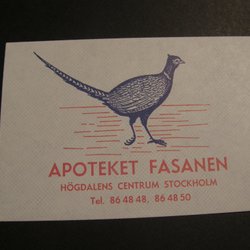 APOTEKET FASANEN
HÖGDALENS CENTRUM STOCKHOLM
Tel. 86 48 48, 86 48 50